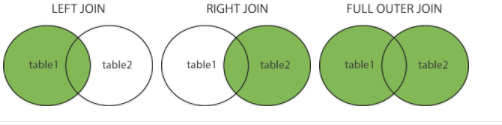 LEFT JOIN
RIGHT JOIN
FULL OUTER JOIN
table1
table2
table1
table2
table1
table2